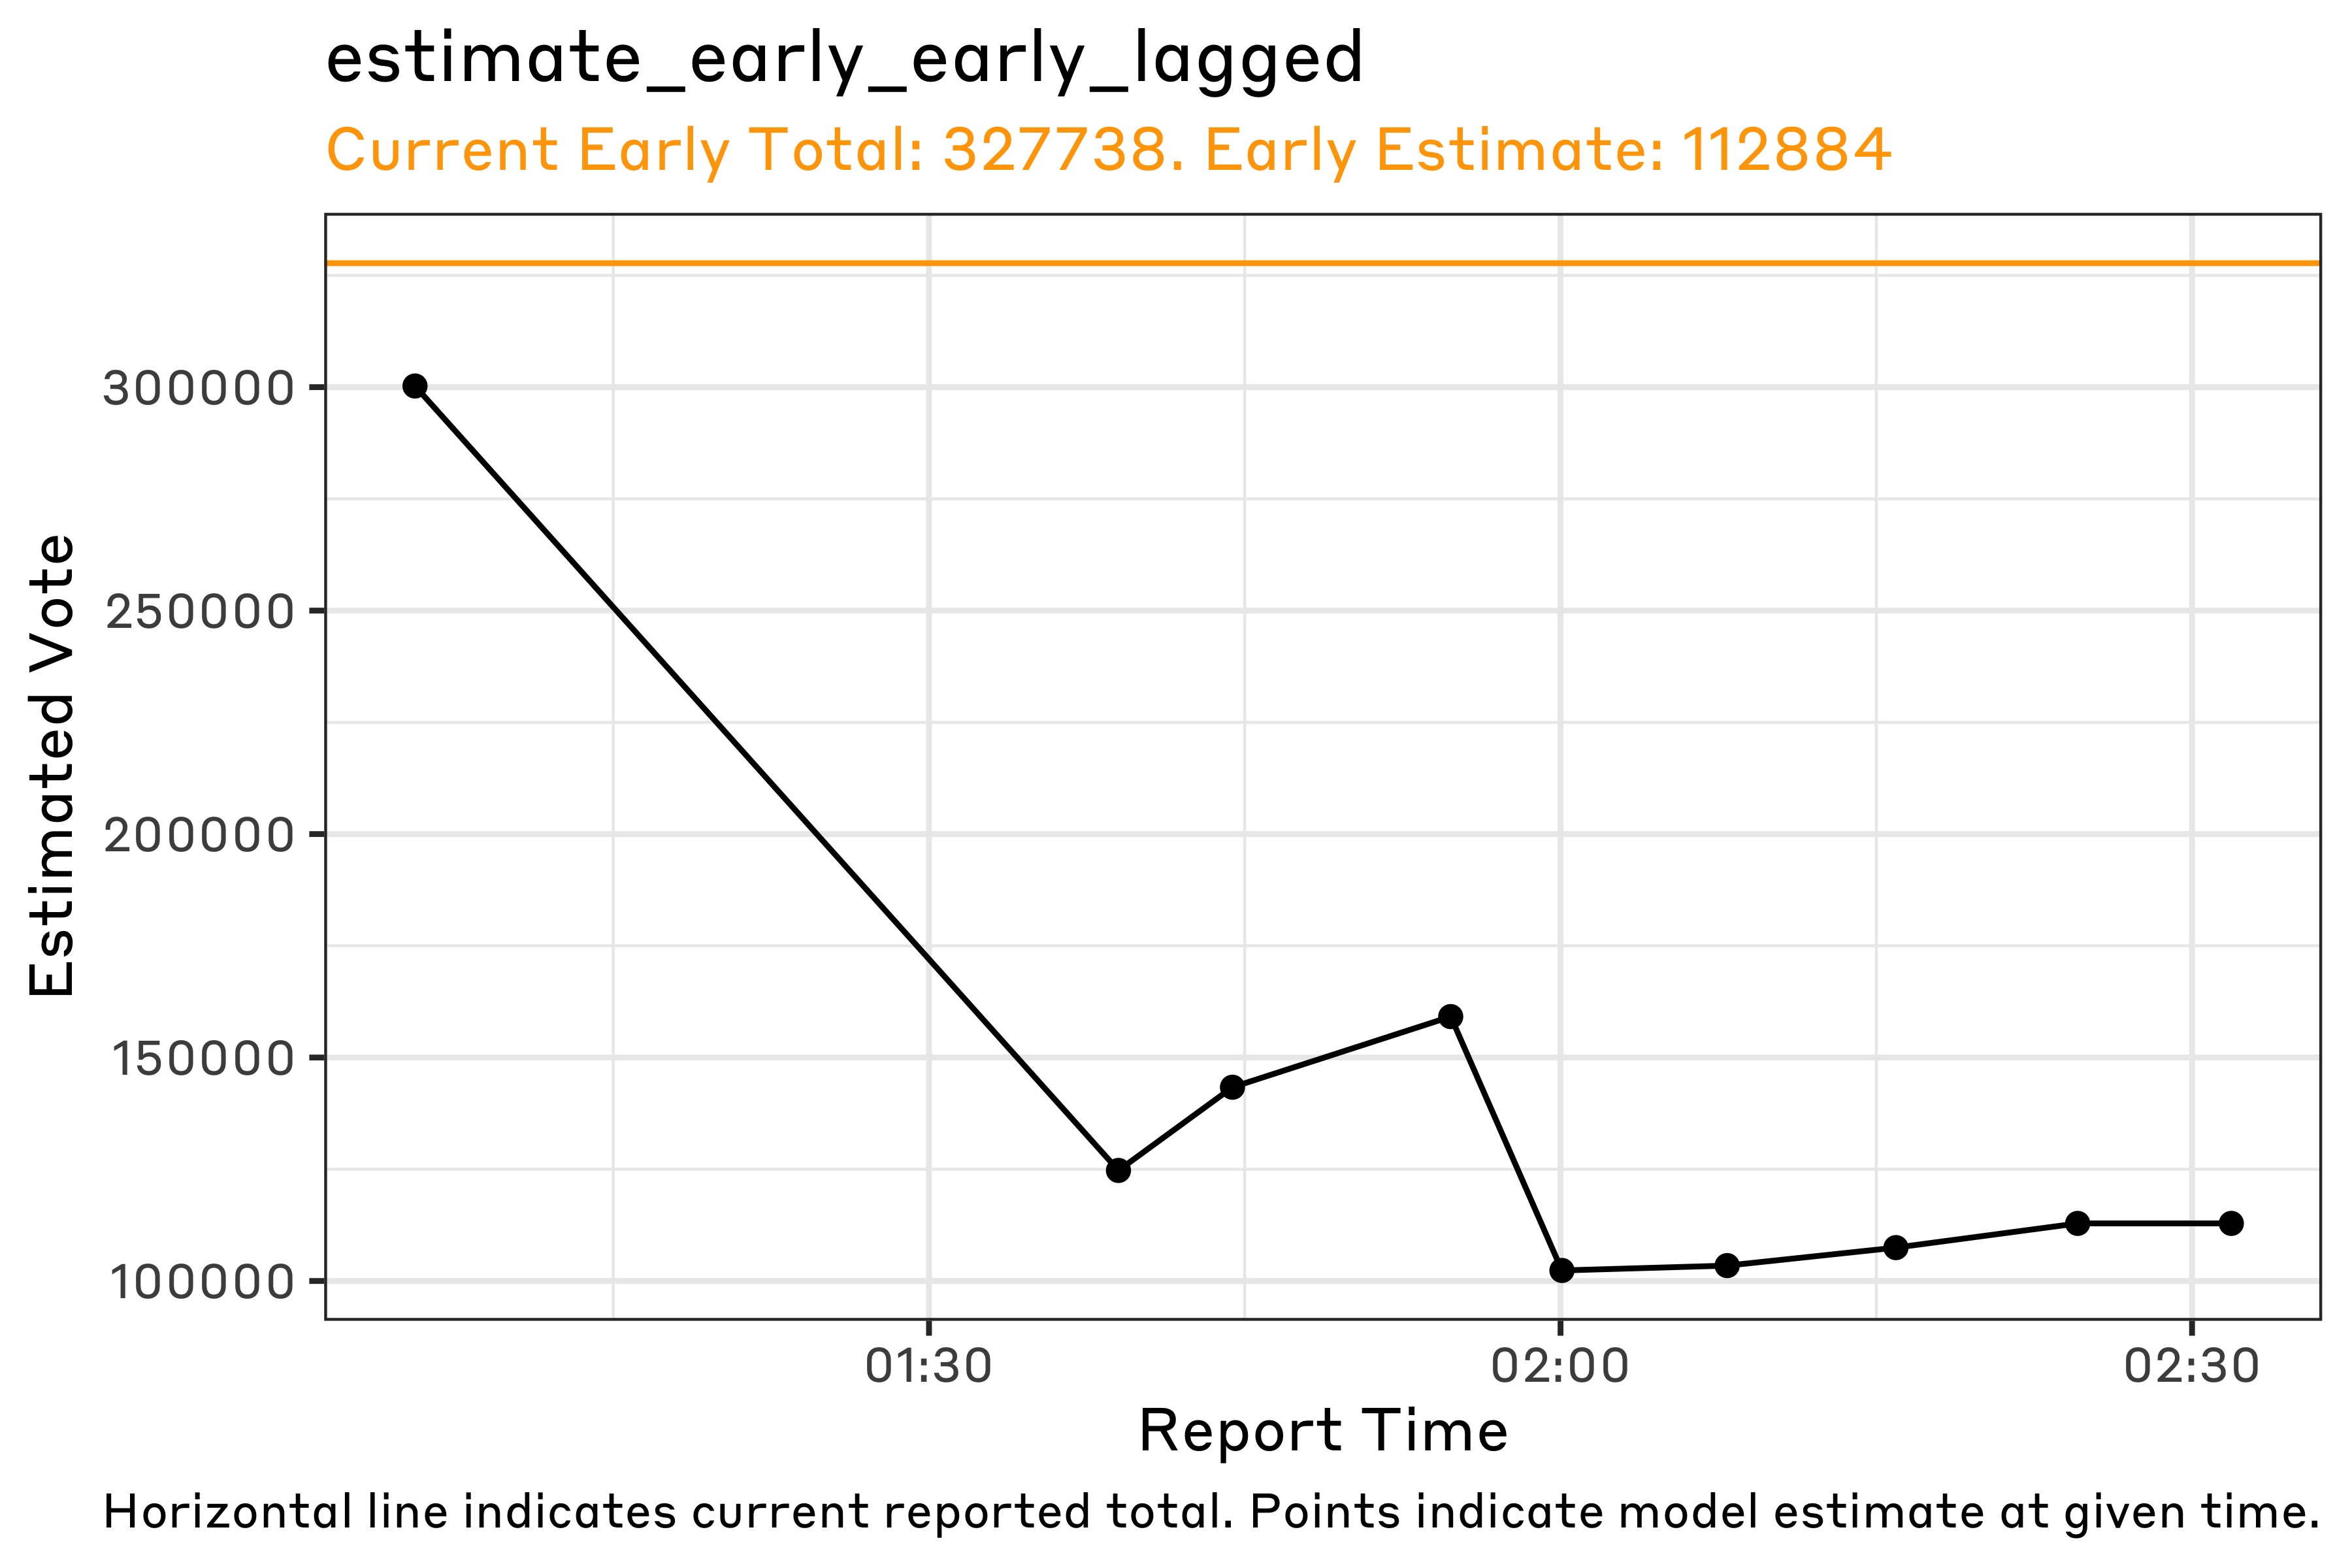 estimate_early_early_lagged
Current Early Total: 327738. Early Estimate: 112884
Estimated Vote
300000
250000
200000
150000
100000
01:30
02:00
02:30
Report Time
Horizontal line indicates current reported total. Points indicate model estimate at given time.